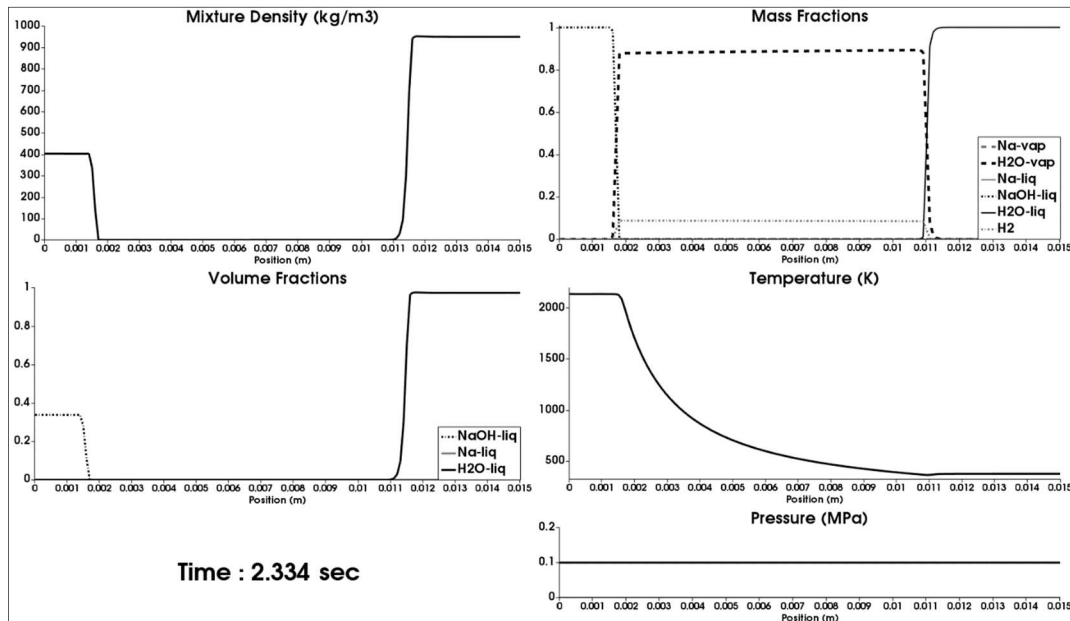 Mixture Density (kg/m3)
1000
900
800
700
600
500
400
300
200
100
0
0 0.001 0.002 0.003 0.004 0.005 0.006 0.007 0.008 0.009 0.01 0.011 0.012 0.013 0.014 0.015
Position (m)
Mass Fractions
1
0.8
0.6
0.4
0.2
0
Na-vap
H2O-vap
Na-liq
NaOH-liq
H2O-liq
H2
0 0.001 0.002 0.003 0.004 0.005 0.006 0.007 0.008 0.009 0.01 0.011 0.012 0.013 0.014 0.015
Position (m)
Volume Fractions
1
0.8
0.6
0.4
0.2
0
NaOH-liq
Na-liq
H2O-liq
0 0.001 0.002 0.003 0.004 0.005 0.006 0.007 0.008 0.009 0.01 0.011 0.012 0.013 0.014 0.015
Position (m)
Temperature (K)
2000
1500
1000
500
0 0.001 0.002 0.003 0.004 0.005 0.006 0.007 0.008 0.009 0.01 0.011 0.012 0.013 0.014 0.015
Position (m)
Time : 2.334 sec
Pressure (MPa)
0.2
0.1
0
0 0.001 0.002 0.003 0.004 0.005 0.006 0.007 0.008 0.009 0.01 0.011 0.012 0.013 0.014 0.015
Position (m)